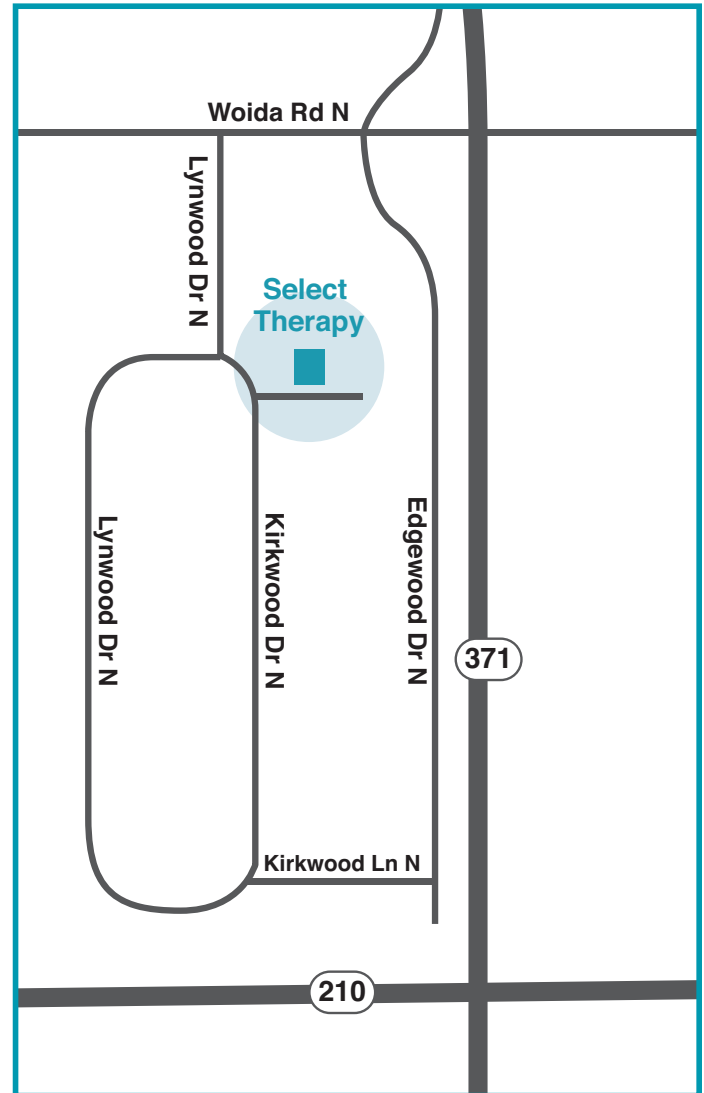 Woida Rd N
Lynwood Dr N
Select
Therapy
Lynwood Dr N
Kirkwood Dr N
Edgewood Dr N
371
Kirkwood Ln N
210